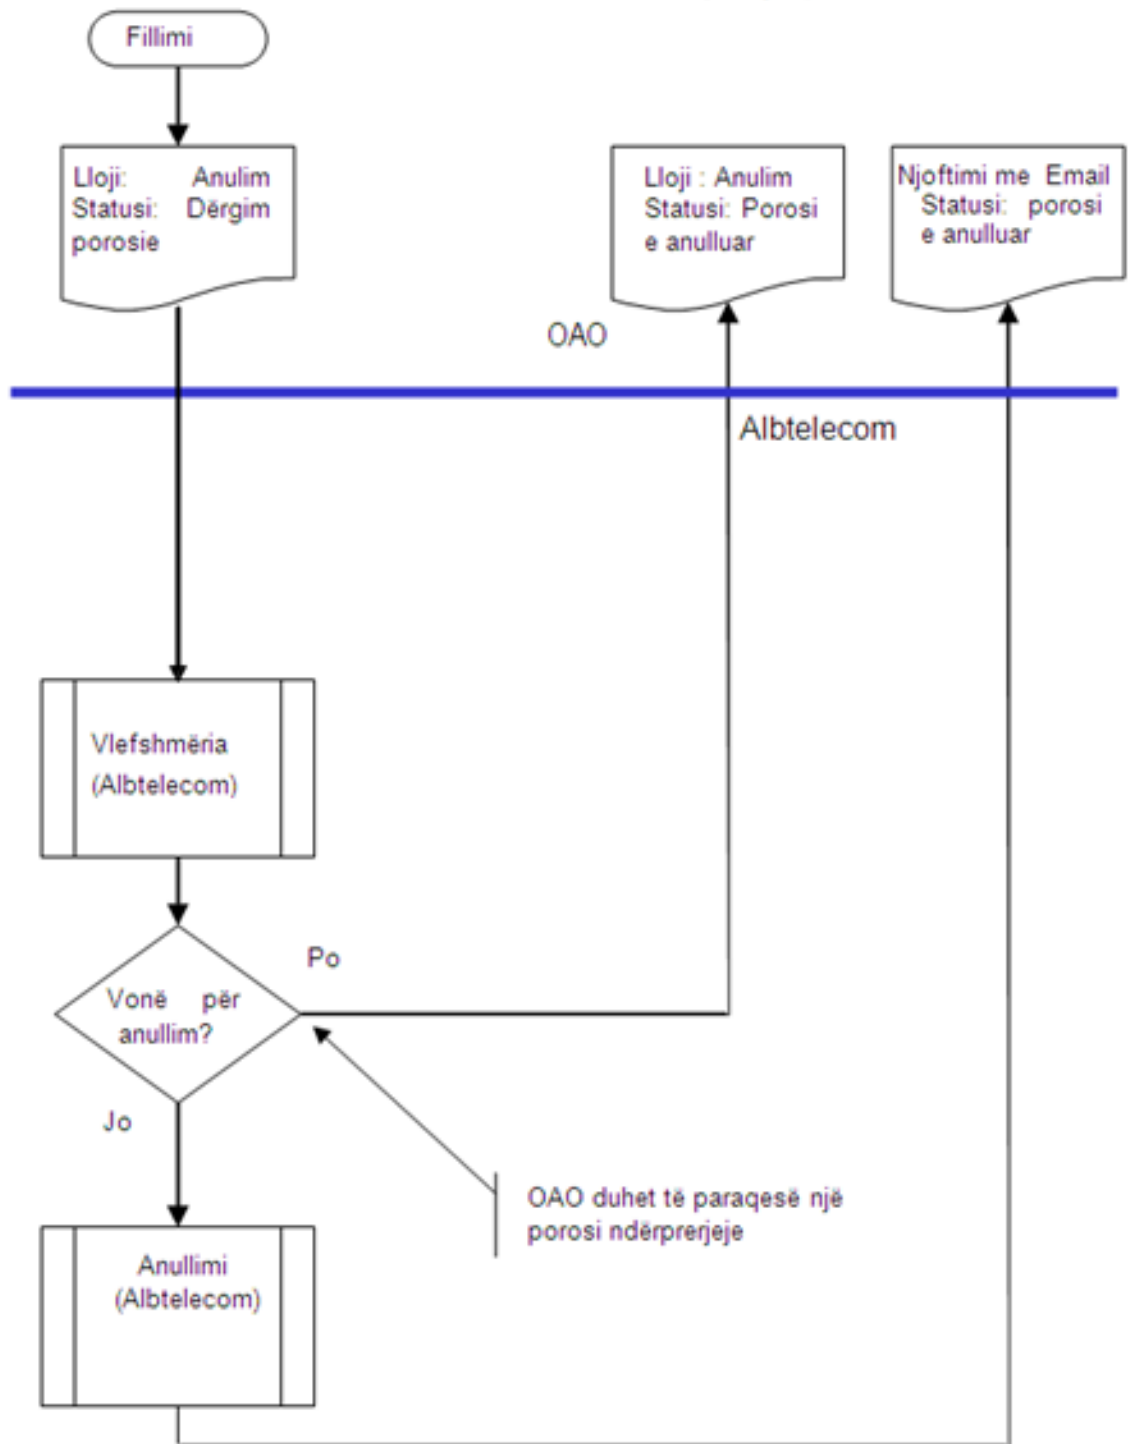 Fillimi
Lloji: Anulim
Statusi: Dërgim
porosie
Lloji : Anulim
Statusi: Porosi
e anulluar
Njoftimi me Email
Statusi: porosi
e anulluar
OAO
Albtelecom
Vlefshmëria
(Albtelecom)
Po
Vonë për
anullim?
Jo
OAO duhet të paraqesë një
porosi ndërprerjeje
Anullimi
(Albtelecom)